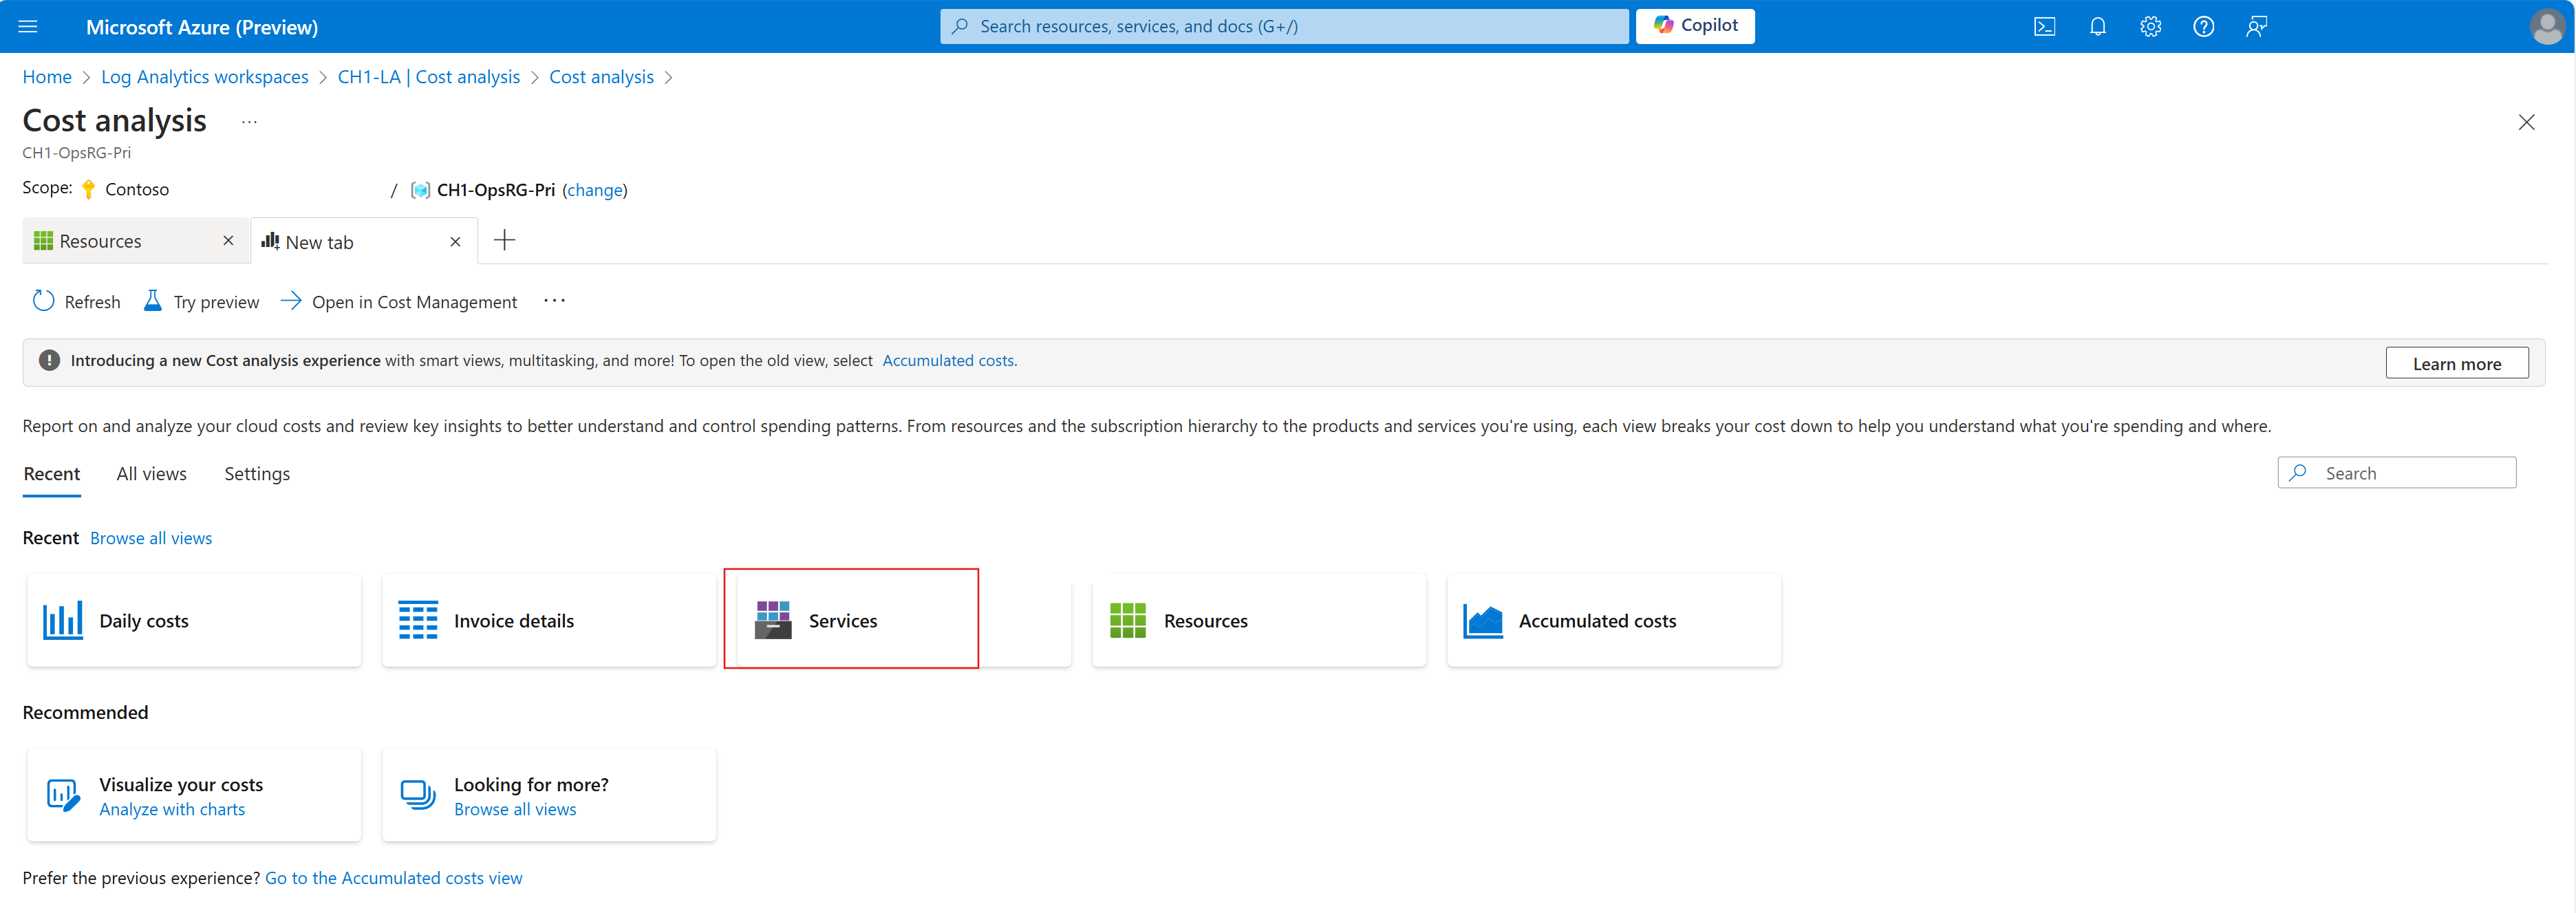 Microsoft Azure (Preview)
Search resources, services, and docs (G+/)
Copilot
Home > Log Analytics workspaces > CH1-LA | Cost analysis > Cost analysis >
Cost analysis ...
CH1-OpsRG-Pri
Scope: Contoso / CH1-OpsRG-Pri (change)
Resources
New tab
Refresh
Try preview
Open in Cost Management
...
Introducing a new Cost analysis experience with smart views, multitasking, and more! To open the old view, select Accumulated costs.
Learn more
Report on and analyze your cloud costs and review key insights to better understand and control spending patterns. From resources and the subscription hierarchy to the products and services you're using, each view breaks your cost down to help you understand what you're spending and where.
Recent
All views
Settings
Search
Recent Browse all views
Daily costs
Invoice details
Services
Resources
Accumulated costs
Recommended
Visualize your costs
Analyze with charts
Looking for more?
Browse all views
Prefer the previous experience? Go to the Accumulated costs view